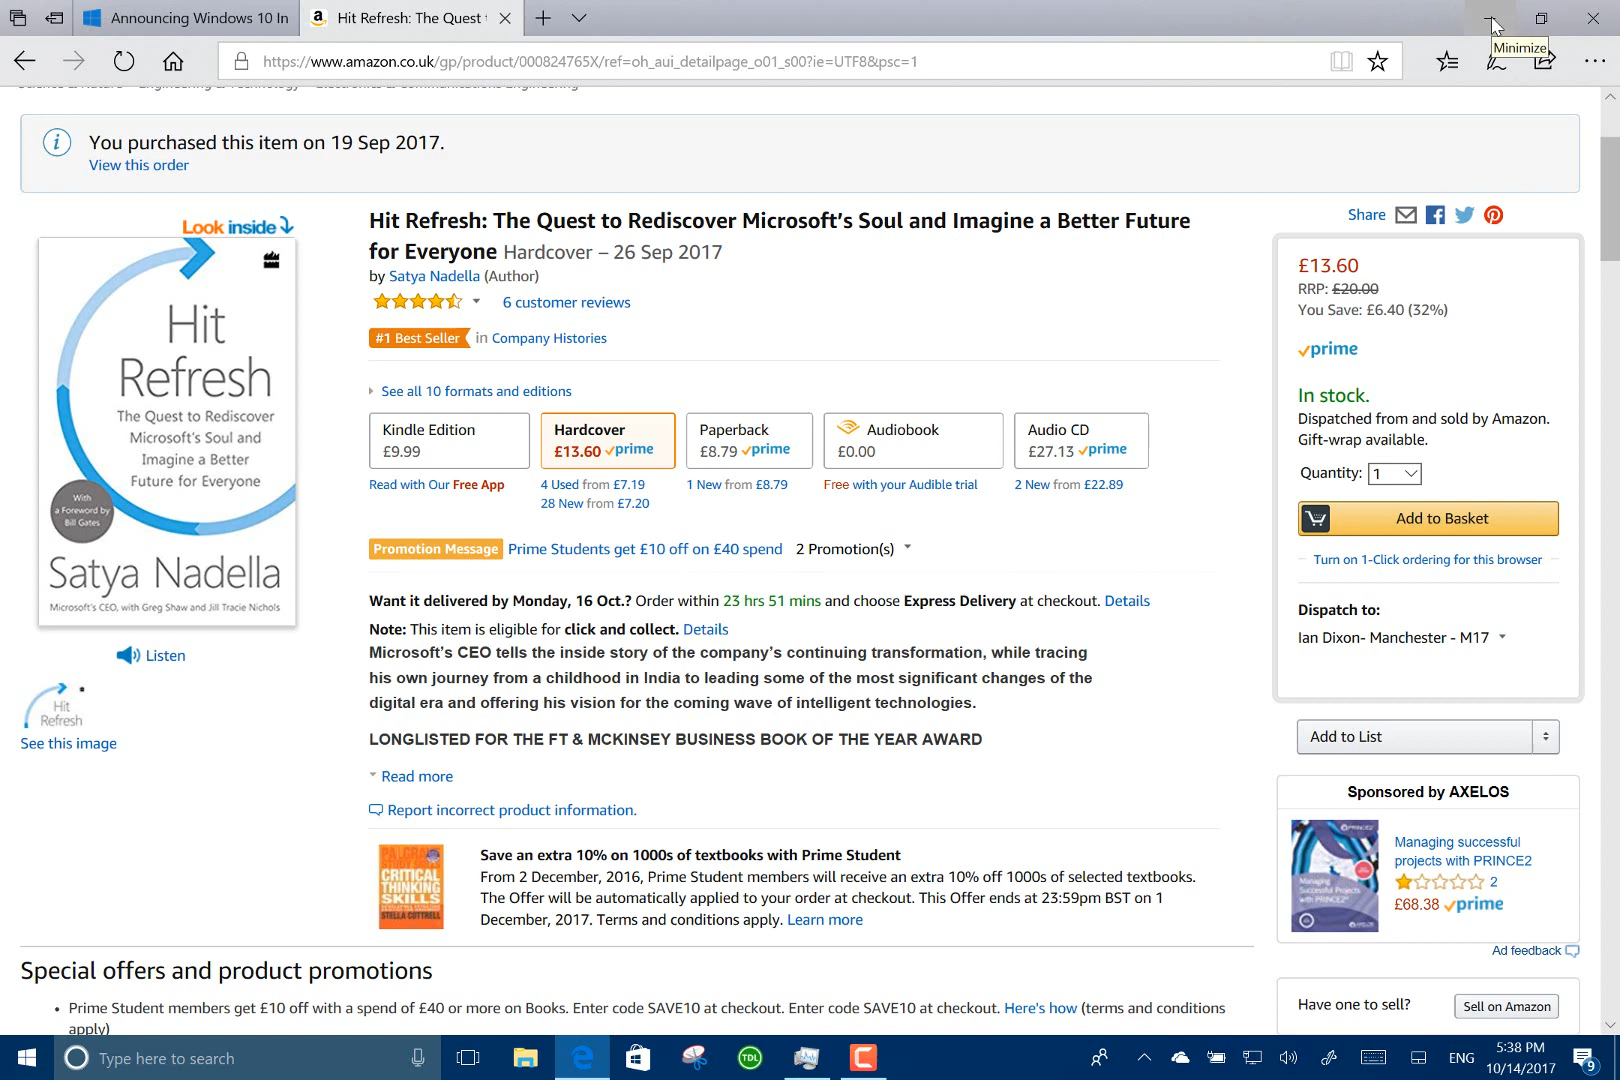 Announcing Windows 10 In
Hit Refresh: The Quest
Minimize
https://www.amazon.co.uk/gp/product/000824765X/ref=oh_aui_detailpage_o01_s00?ie=UTF8&psc=1
You purchased this item on 19 Sep 2017.
View this order
Look inside
Hit
Refresh
The Quest to Rediscover
Microsoft's Soul and
Imagine a Better
Future for Everyone
With
a Foreword by
Bill Gates
Satya Nadella
Microsoft's CEO, with Greg Shaw and Jill Tracie Nichols
Listen
Hit
Refresh
See this image
Hit Refresh: The Quest to Rediscover Microsoft's Soul and Imagine a Better Future
for Everyone Hardcover – 26 Sep 2017
by Satya Nadella (Author)
6 customer reviews
#1 Best Seller in Company Histories
See all 10 formats and editions
Kindle Edition
£9.99
Read with Our Free App
Hardcover
£13.60 prime
4 Used from £7.19
28 New from £7.20
Paperback
£8.79 prime
1 New from £8.79
Audiobook
£0.00
Free with your Audible trial
Audio CD
£27.13 prime
2 New from £22.89
Promotion Message Prime Students get £10 off on £40 spend 2 Promotion(s)
Want it delivered by Monday, 16 Oct.? Order within 23 hrs 51 mins and choose Express Delivery at checkout. Details
Note: This item is eligible for click and collect. Details
Microsoft's CEO tells the inside story of the company's continuing transformation, while tracing
his own journey from a childhood in India to leading some of the most significant changes of the
digital era and offering his vision for the coming wave of intelligent technologies.
LONGLISTED FOR THE FT & MCKINSEY BUSINESS BOOK OF THE YEAR AWARD
Read more
Report incorrect product information.
CRITICAL
THINKING
SKILLS
STELLA COTTRELL
Save an extra 10% on 1000s of textbooks with Prime Student
From 2 December, 2016, Prime Student members will receive an extra 10% off 1000s of selected textbooks.
The Offer will be automatically applied to your order at checkout. This Offer ends at 23:59pm BST on 1
December, 2017. Terms and conditions apply. Learn more
Share
£13.60
RRP: £20.00
You Save: £6.40 (32%)
prime
In stock.
Dispatched from and sold by Amazon.
Gift-wrap available.
Quantity: 1
Add to Basket
Turn on 1-Click ordering for this browser
Dispatch to:
Ian Dixon- Manchester - M17
Add to List
Sponsored by AXELOS
Managing successful
projects with PRINCE2
2
£68.38 prime
Ad feedback
Have one to sell? Sell on Amazon
Special offers and product promotions
• Prime Student members get £10 off with a spend of £40 or more on Books. Enter code SAVE10 at checkout. Enter code SAVE10 at checkout. Here's how (terms and conditions
apply)
Type here to search
TDL
ENG
5:38 PM
10/14/2017
9